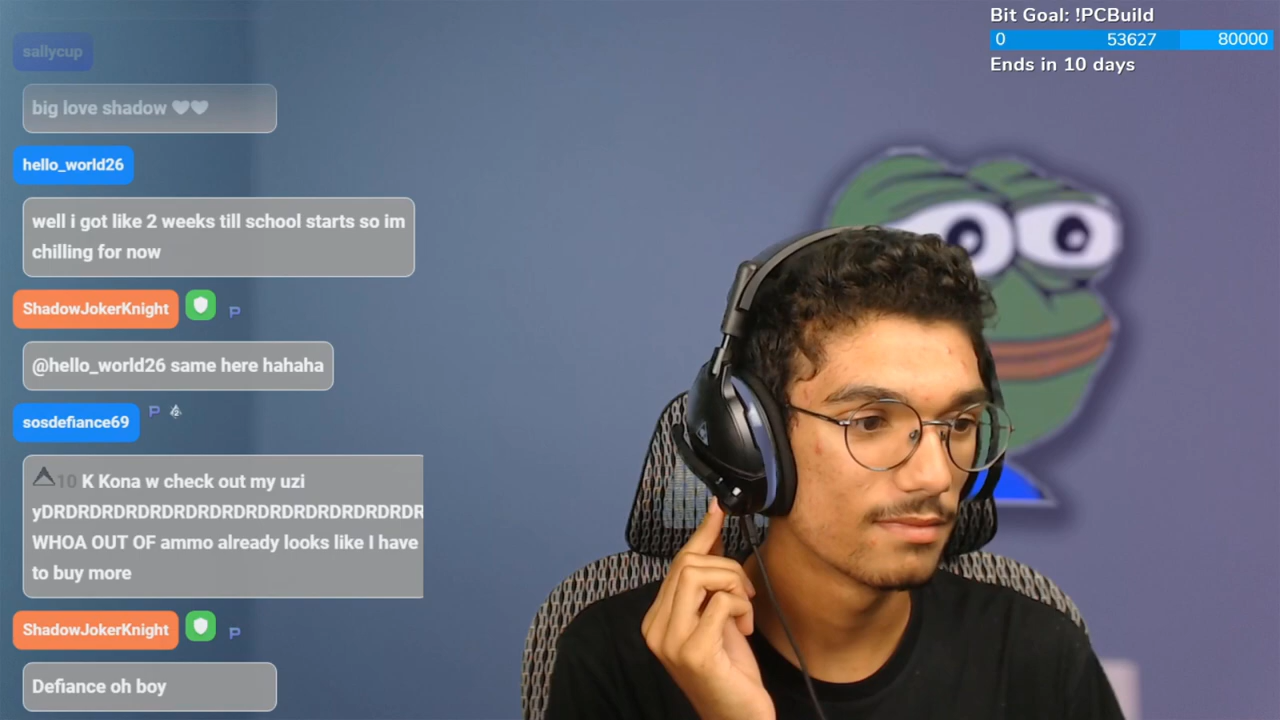 Bit Goal: !PCBuild
0 53627 80000
Ends in 10 days
sallycup
big love shadow 🤍🤍
hello_world26
well i got like 2 weeks till school starts so im
chilling for now
ShadowJokerKnight
@hello_world26 same here hahaha
sosdefiance69
10 K Kona w check out my uzi
yDRDRDRDRDRDRDRDRDRDRDRDRDRDRDRDR
WHOA OUT OF ammo already looks like I have
to buy more
ShadowJokerKnight
Defiance oh boy